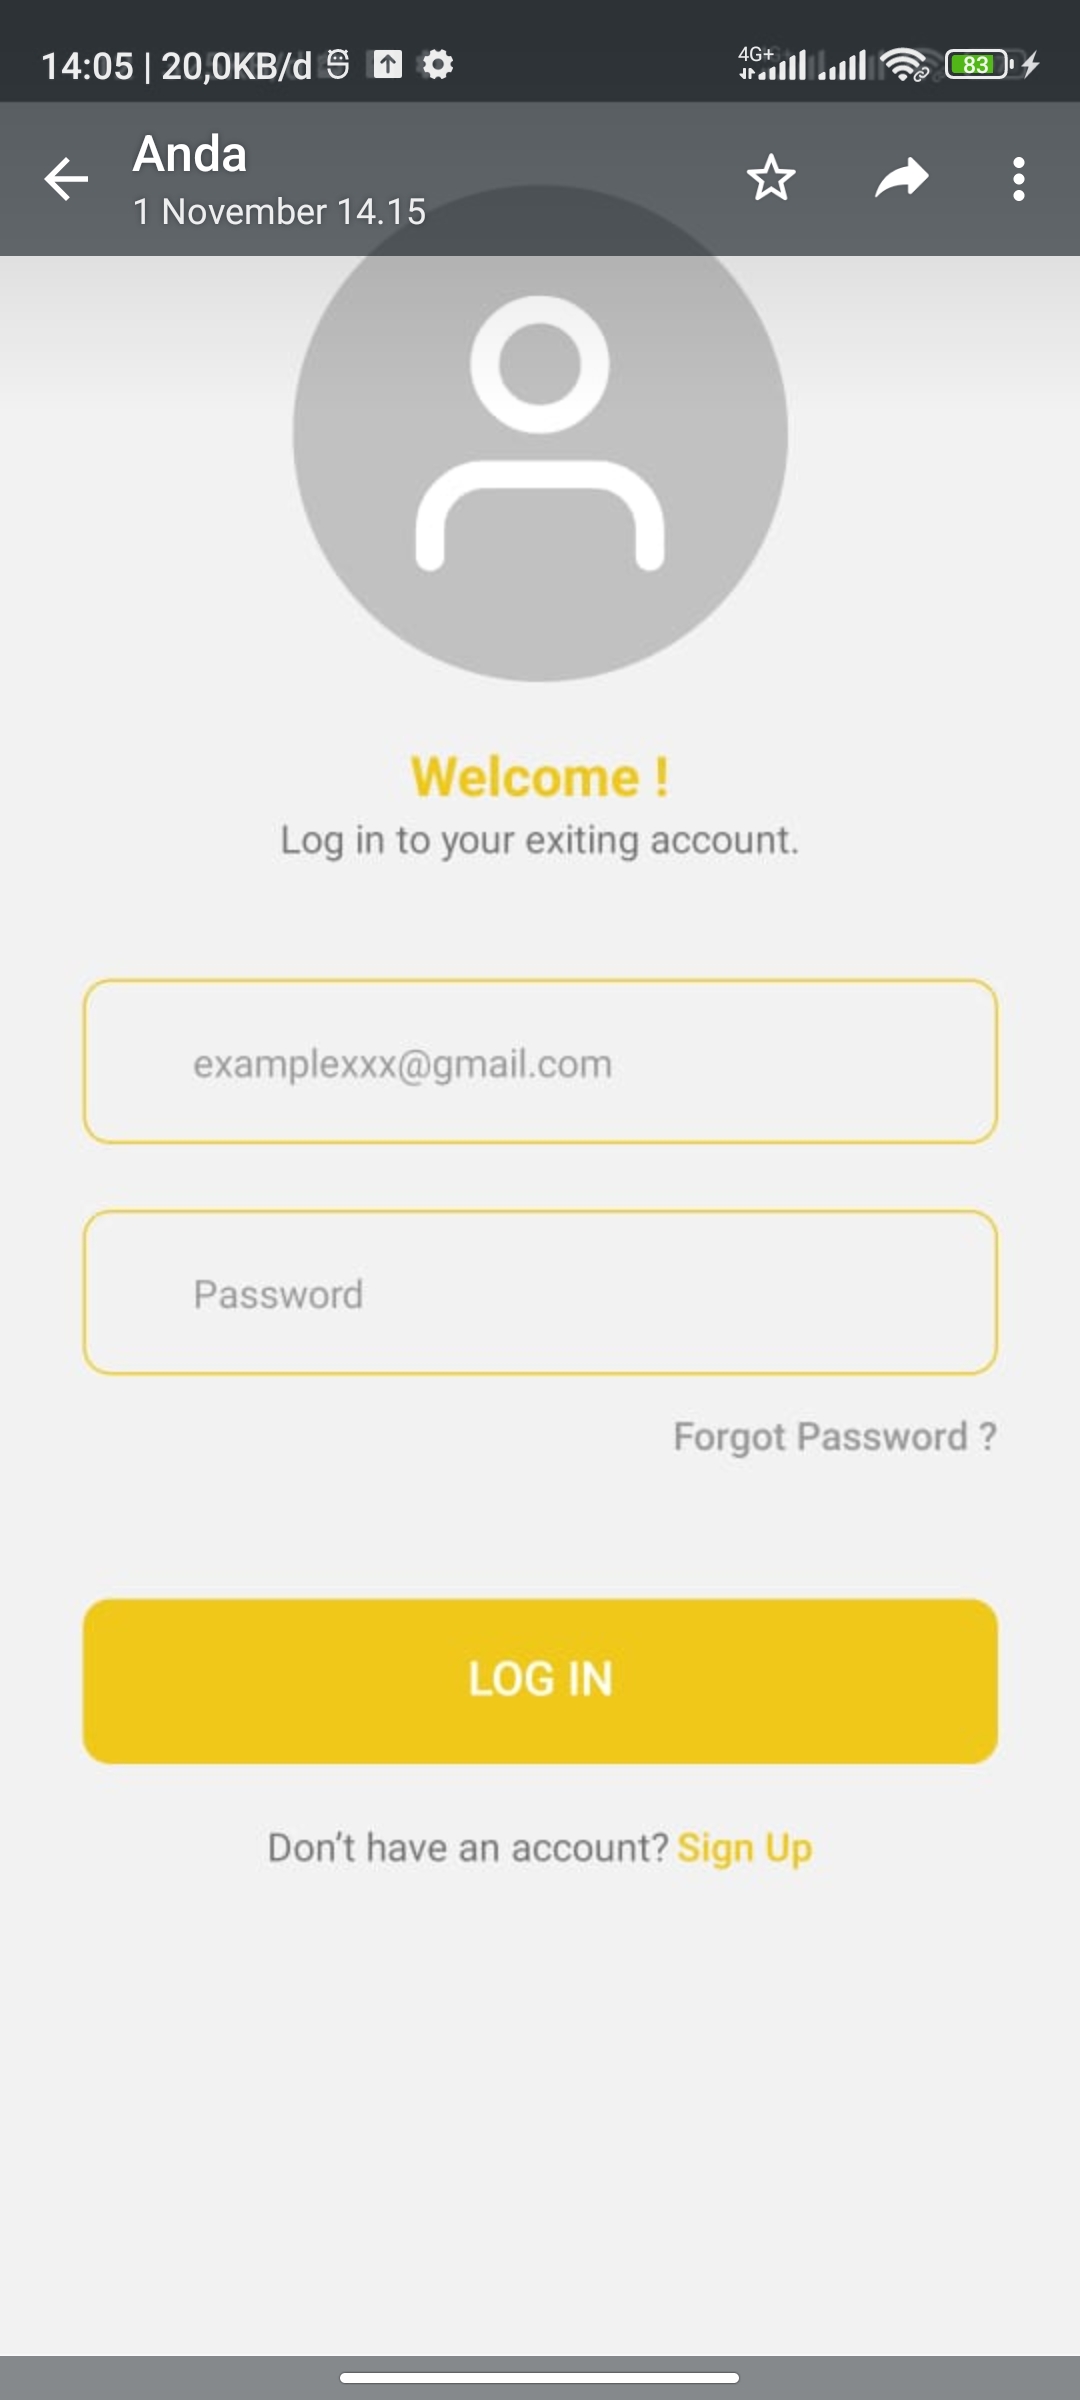 14:05 | 20,0KB/d
4G+
83
Anda
1 November 14.15
Welcome !
Log in to your exiting account.
examplexxx@gmail.com
Password
Forgot Password ?
LOG IN
Don't have an account? Sign Up